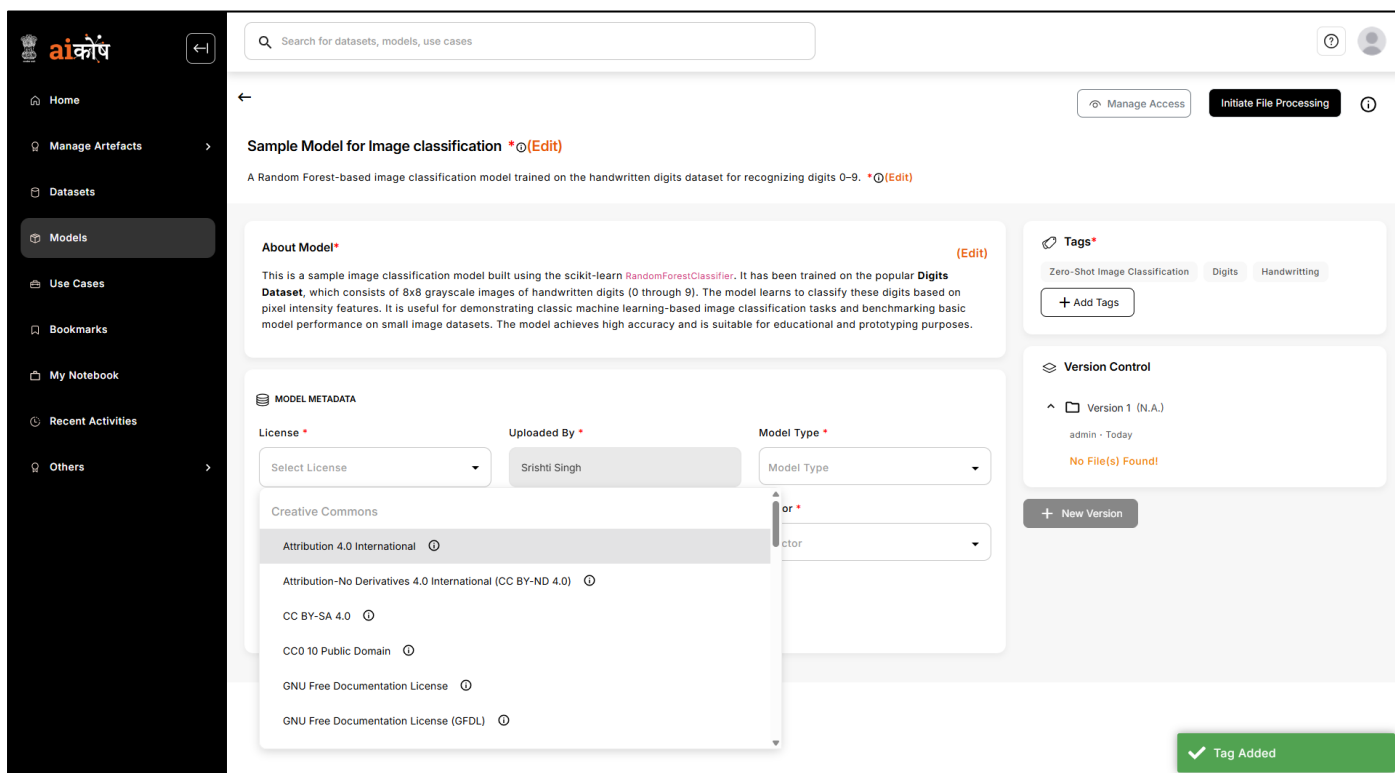 aiकोष
Search for datasets, models, use cases
Home
Manage Artefacts
Datasets
Models
Use Cases
Bookmarks
My Notebook
Recent Activities
Others
Manage Access
Initiate File Processing
Sample Model for Image classification *(Edit)
A Random Forest-based image classification model trained on the handwritten digits dataset for recognizing digits 0–9. *(Edit)
About Model*
(Edit)
This is a sample image classification model built using the scikit-learn RandomForestClassifier. It has been trained on the popular Digits
Dataset, which consists of 8x8 grayscale images of handwritten digits (0 through 9). The model learns to classify these digits based on
pixel intensity features. It is useful for demonstrating classic machine learning-based image classification tasks and benchmarking basic
model performance on small image datasets. The model achieves high accuracy and is suitable for educational and prototyping purposes.
MODEL METADATA
License *
Uploaded By *
Model Type *
Select License
Srishti Singh
Model Type
or *
ctor
Creative Commons
Attribution 4.0 International
Attribution-No Derivatives 4.0 International (CC BY-ND 4.0)
CC BY-SA 4.0
CC0 10 Public Domain
GNU Free Documentation License
GNU Free Documentation License (GFDL)
Tags*
Zero-Shot Image Classification Digits Handwritting
+ Add Tags
Version Control
Version 1 (N.A.)
admin - Today
No File(s) Found!
+ New Version
Tag Added